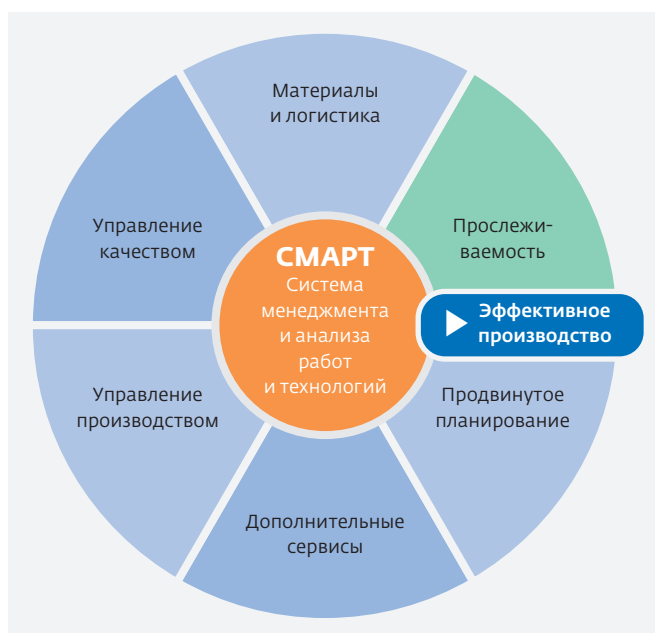 Материалы
и логистика
Прослежи-
ваемость
Эффективное
производство
Продвинутое
планирование
Дополнительные
сервисы
Управление
производством
Управление
качеством
СМАРТ
Система
менеджмента
и анализа
работ
и технологий